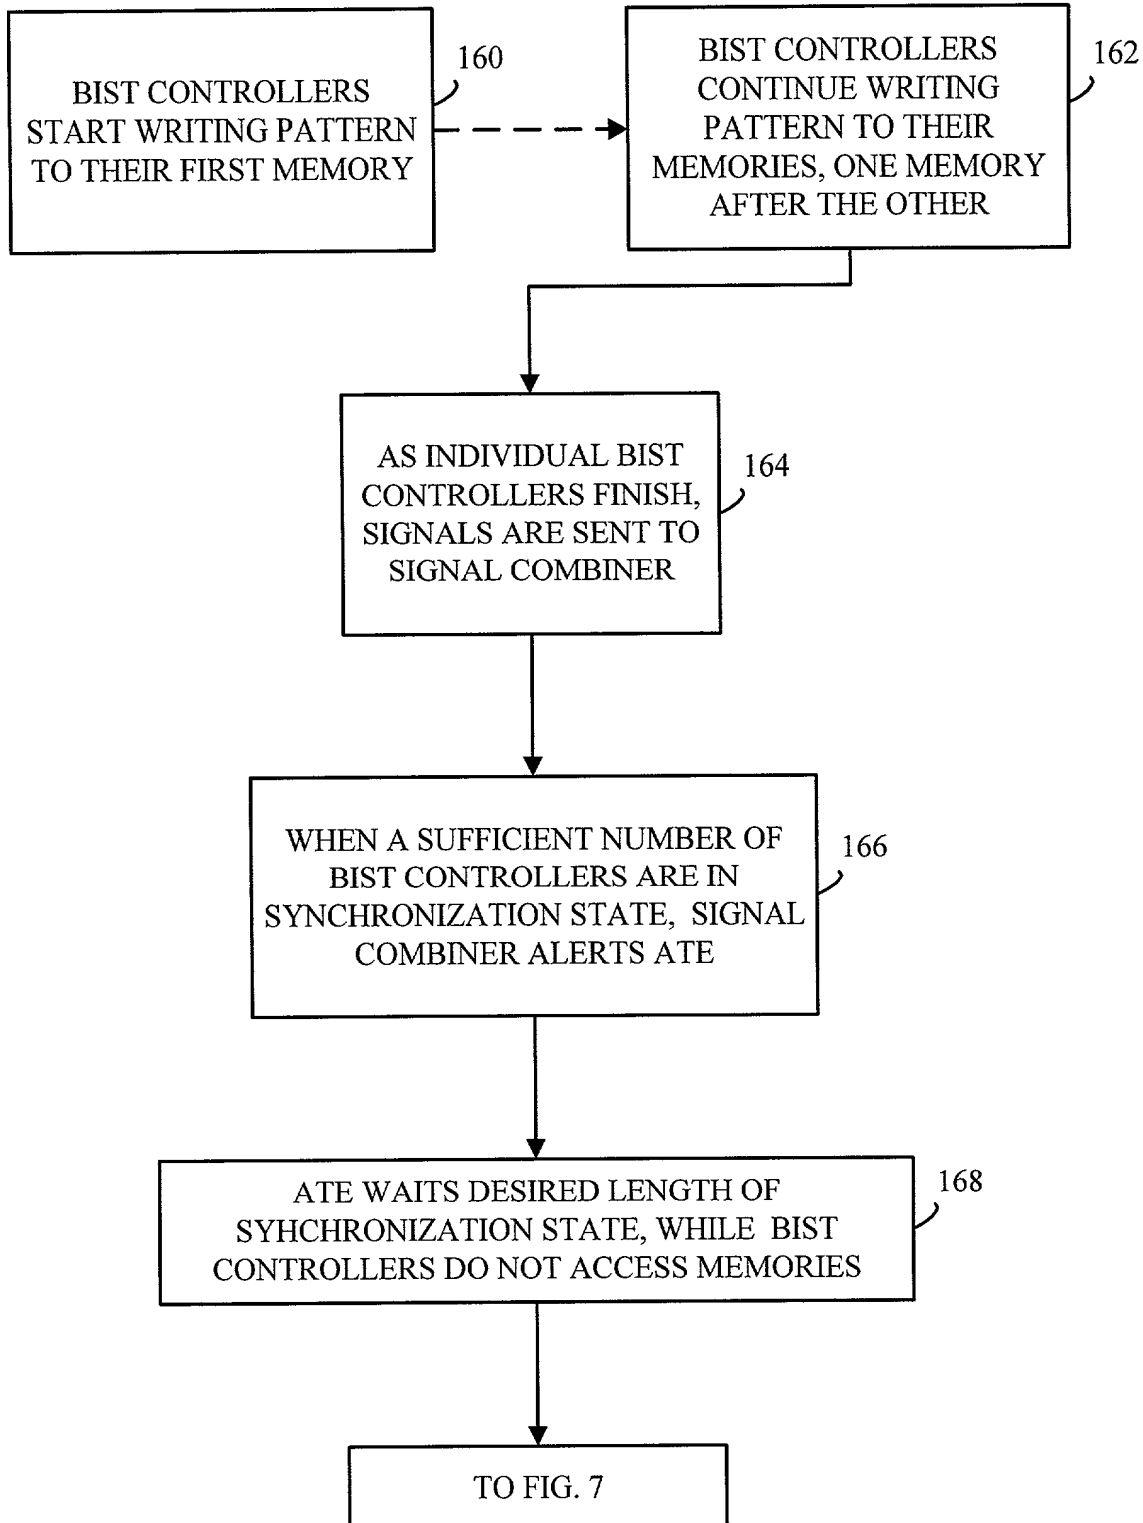 BIST CONTROLLERS
START WRITING PATTERN
TO THEIR FIRST MEMORY
160
BIST CONTROLLERS
CONTINUE WRITING
PATTERN TO THEIR
MEMORIES, ONE MEMORY
AFTER THE OTHER
162
AS INDIVIDUAL BIST
CONTROLLERS FINISH,
SIGNALS ARE SENT TO
SIGNAL COMBINER
164
WHEN A SUFFICIENT NUMBER OF
BIST CONTROLLERS ARE IN
SYNCHRONIZATION STATE, SIGNAL
COMBINER ALERTS ATE
166
ATE WAITS DESIRED LENGTH OF
SYHCHRONIZATION STATE, WHILE BIST
CONTROLLERS DO NOT ACCESS MEMORIES
168
TO FIG. 7